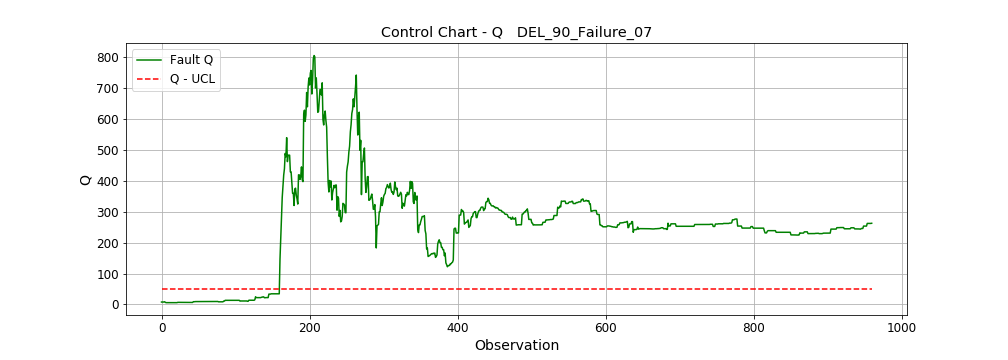 Control Chart - Q   DEL_90_Failure_07
Fault Q
Q - UCL
800
700
600
500
400
300
200
100
0
Q
0 200 400 600 800 1000
Observation